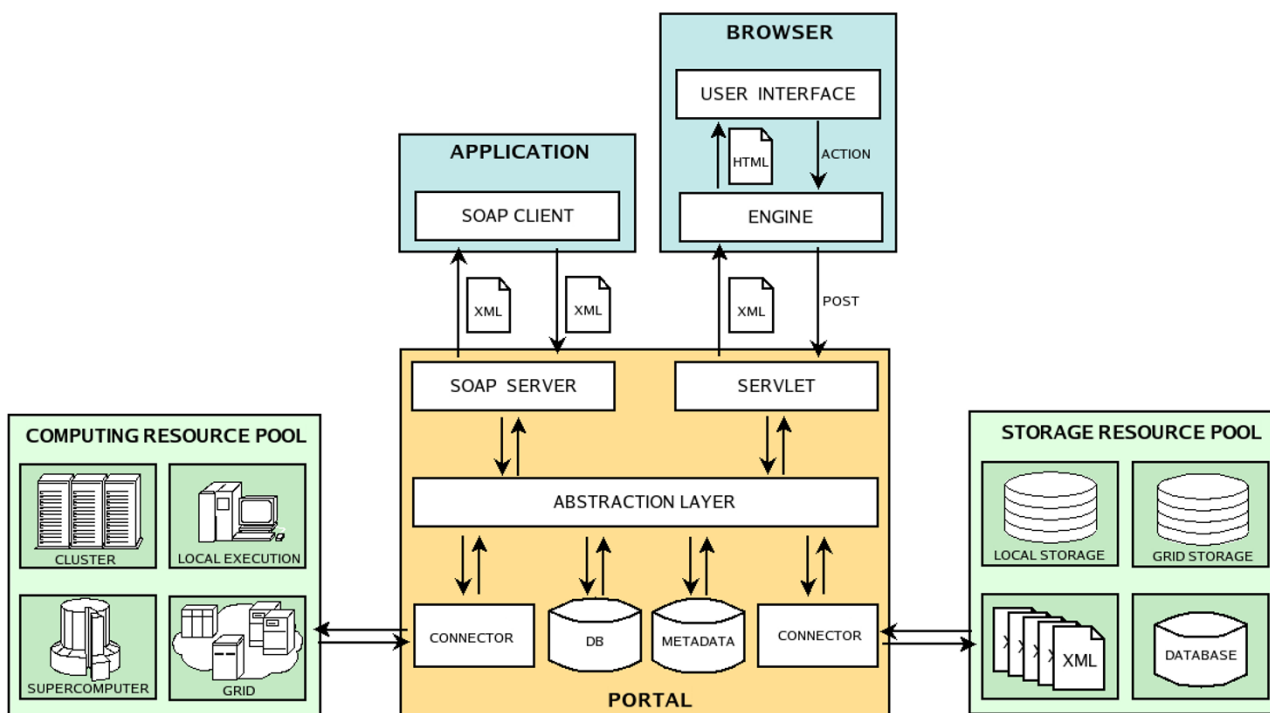 BROWSER
USER INTERFACE
HTML
ACTION
ENGINE
APPLICATION
SOAP CLIENT
XML
XML
XML
POST
SOAP SERVER
SERVLET
ABSTRACTION LAYER
CONNECTOR
DB
METADATA
CONNECTOR
PORTAL
COMPUTING RESOURCE POOL
CLUSTER
LOCAL EXECUTION
SUPERCOMPUTER
GRID
STORAGE RESOURCE POOL
LOCAL STORAGE
GRID STORAGE
XML
DATABASE